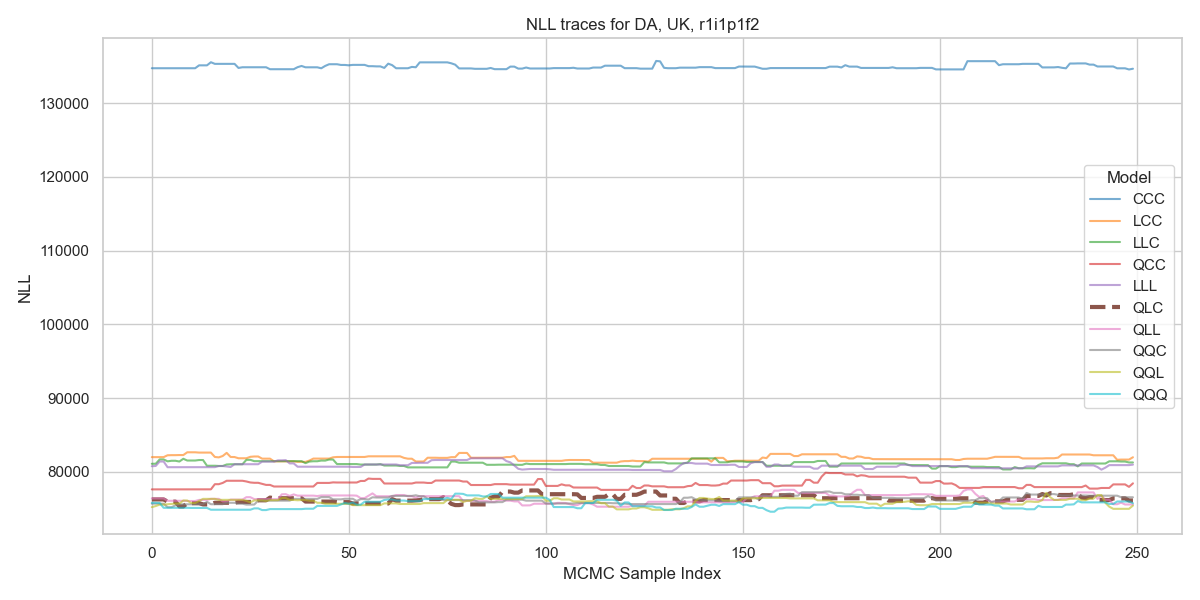 NLL traces for DA, UK, r1i1p1f2
130000
120000
110000
100000
90000
80000
NLL
0
50
100
150
200
250
MCMC Sample Index
Model
CCC
LCC
LLC
QCC
LLL
QLC
QLL
QQC
QQL
QQQ